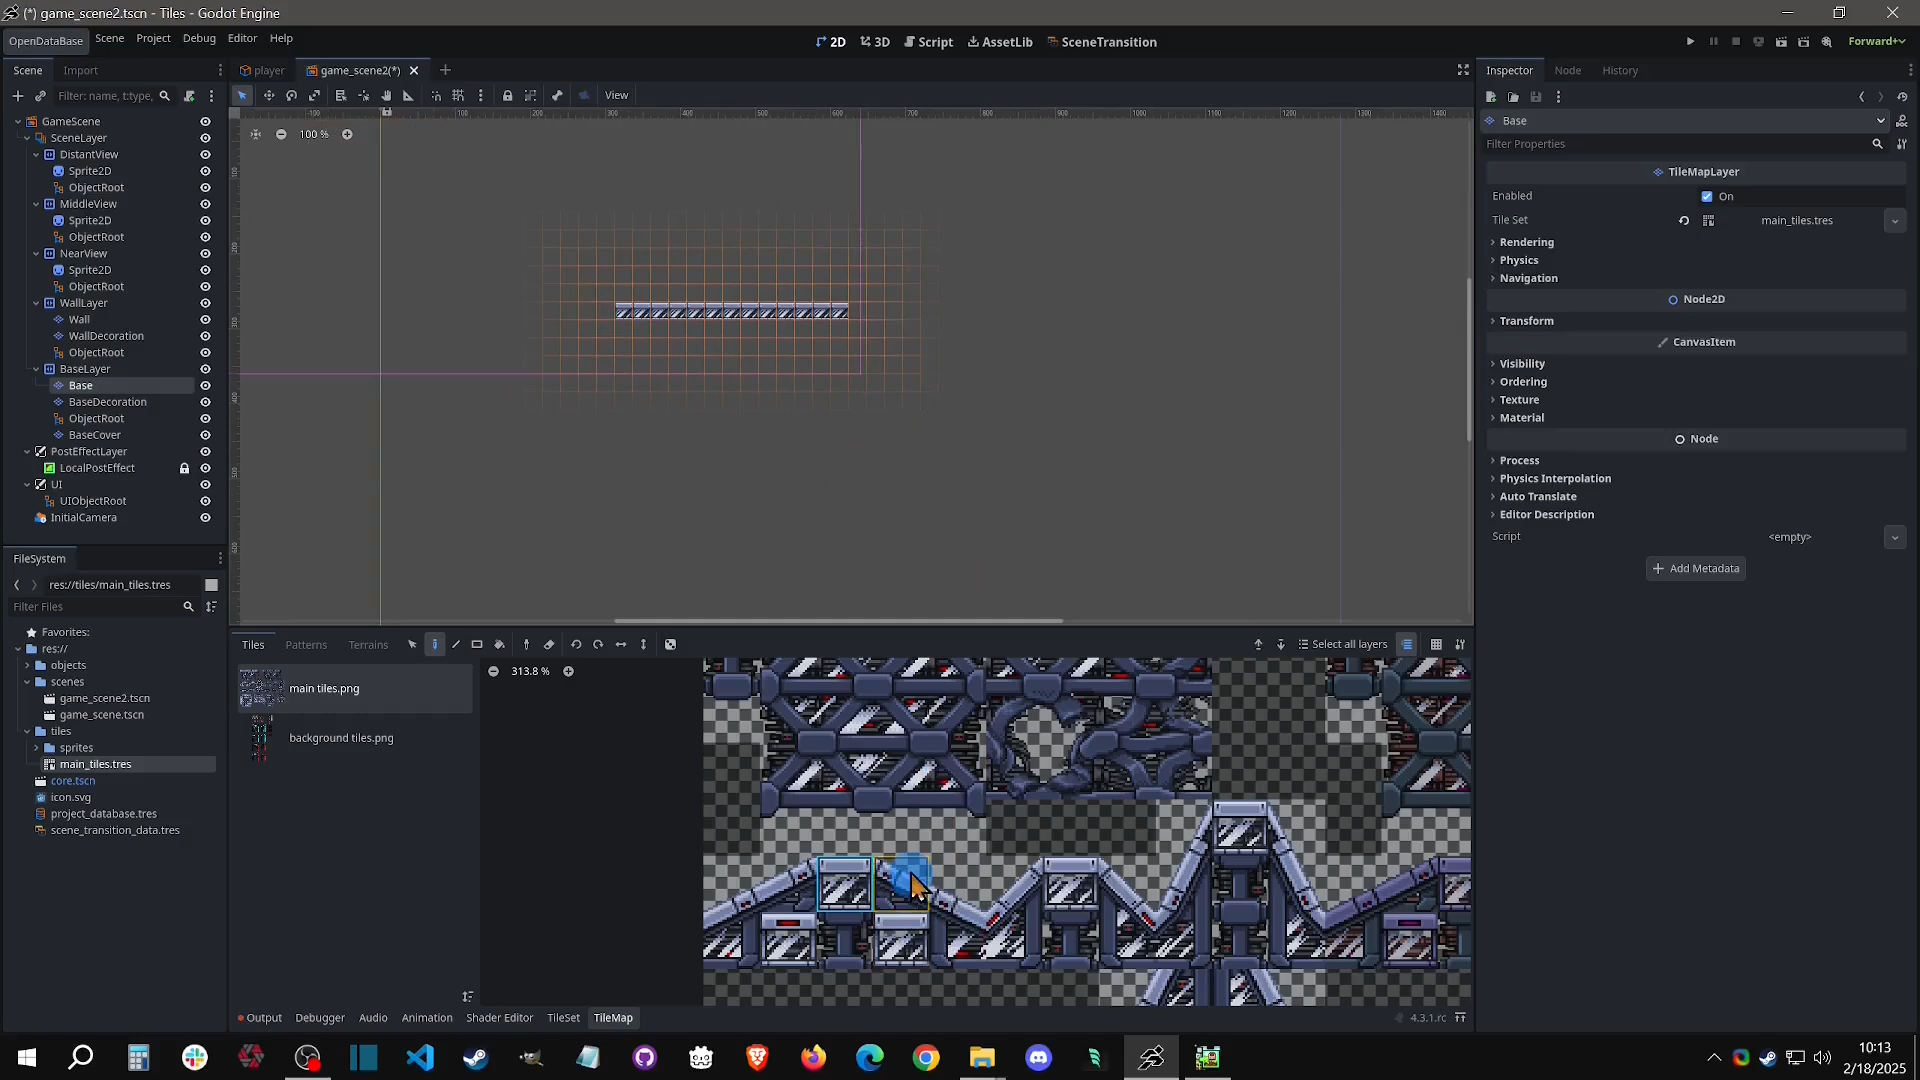 (*) game_scene2.tscn - Tiles - Godot Engine
OpenDataBase
Scene
Project
Debug
Editor
Help
2D
3D
Script
AssetLib
SceneTransition
Forward+
Scene
Import
Filter: name, t:type,
GameScene
SceneLayer
DistantView
Sprite2D
ObjectRoot
MiddleView
Sprite2D
ObjectRoot
NearView
Sprite2D
ObjectRoot
WallLayer
Wall
WallDecoration
ObjectRoot
BaseLayer
Base
BaseDecoration
ObjectRoot
BaseCover
PostEffectLayer
LocalPostEffect
UI
UIObjectRoot
InitialCamera
FileSystem
res://tiles/main_tiles.tres
Filter Files
Favorites:
res://
objects
scenes
game_scene2.tscn
game_scene.tscn
tiles
sprites
main_tiles.tres
core.tscn
icon.svg
project_database.tres
scene_transition_data.tres
player
game_scene2(*)
View
100 %
Tiles
Patterns
Terrains
Select all layers
main tiles.png
background tiles.png
313.8 %
Output
Debugger
Audio
Animation
Shader Editor
TileSet
TileMap
4.3.1.rc
Inspector
Node
History
Base
Filter Properties
TileMapLayer
Enabled
On
Tile Set
main_tiles.tres
Rendering
Physics
Navigation
Node2D
Transform
CanvasItem
Visibility
Ordering
Texture
Material
Node
Process
Physics Interpolation
Auto Translate
Editor Description
Script
<empty>
Add Metadata
10:13
2/18/2025